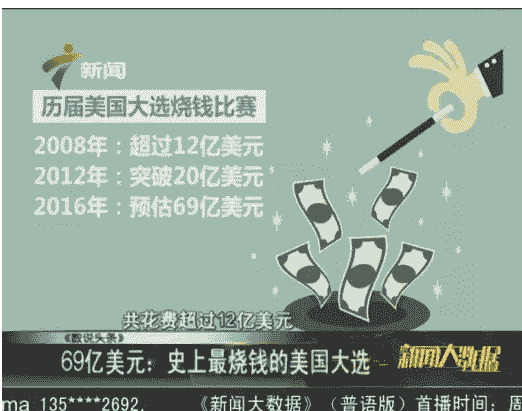 新闻
历届美国大选烧钱比赛
2008年：超过12亿美元
2012年：突破20亿美元
2016年：预估69亿美元
共花费超过12亿美元
《数说头条》
69亿美元：史上最烧钱的美国大选
新闻大数据
ma 135****2692. 《新闻大数据》（普语版）首播时间：周